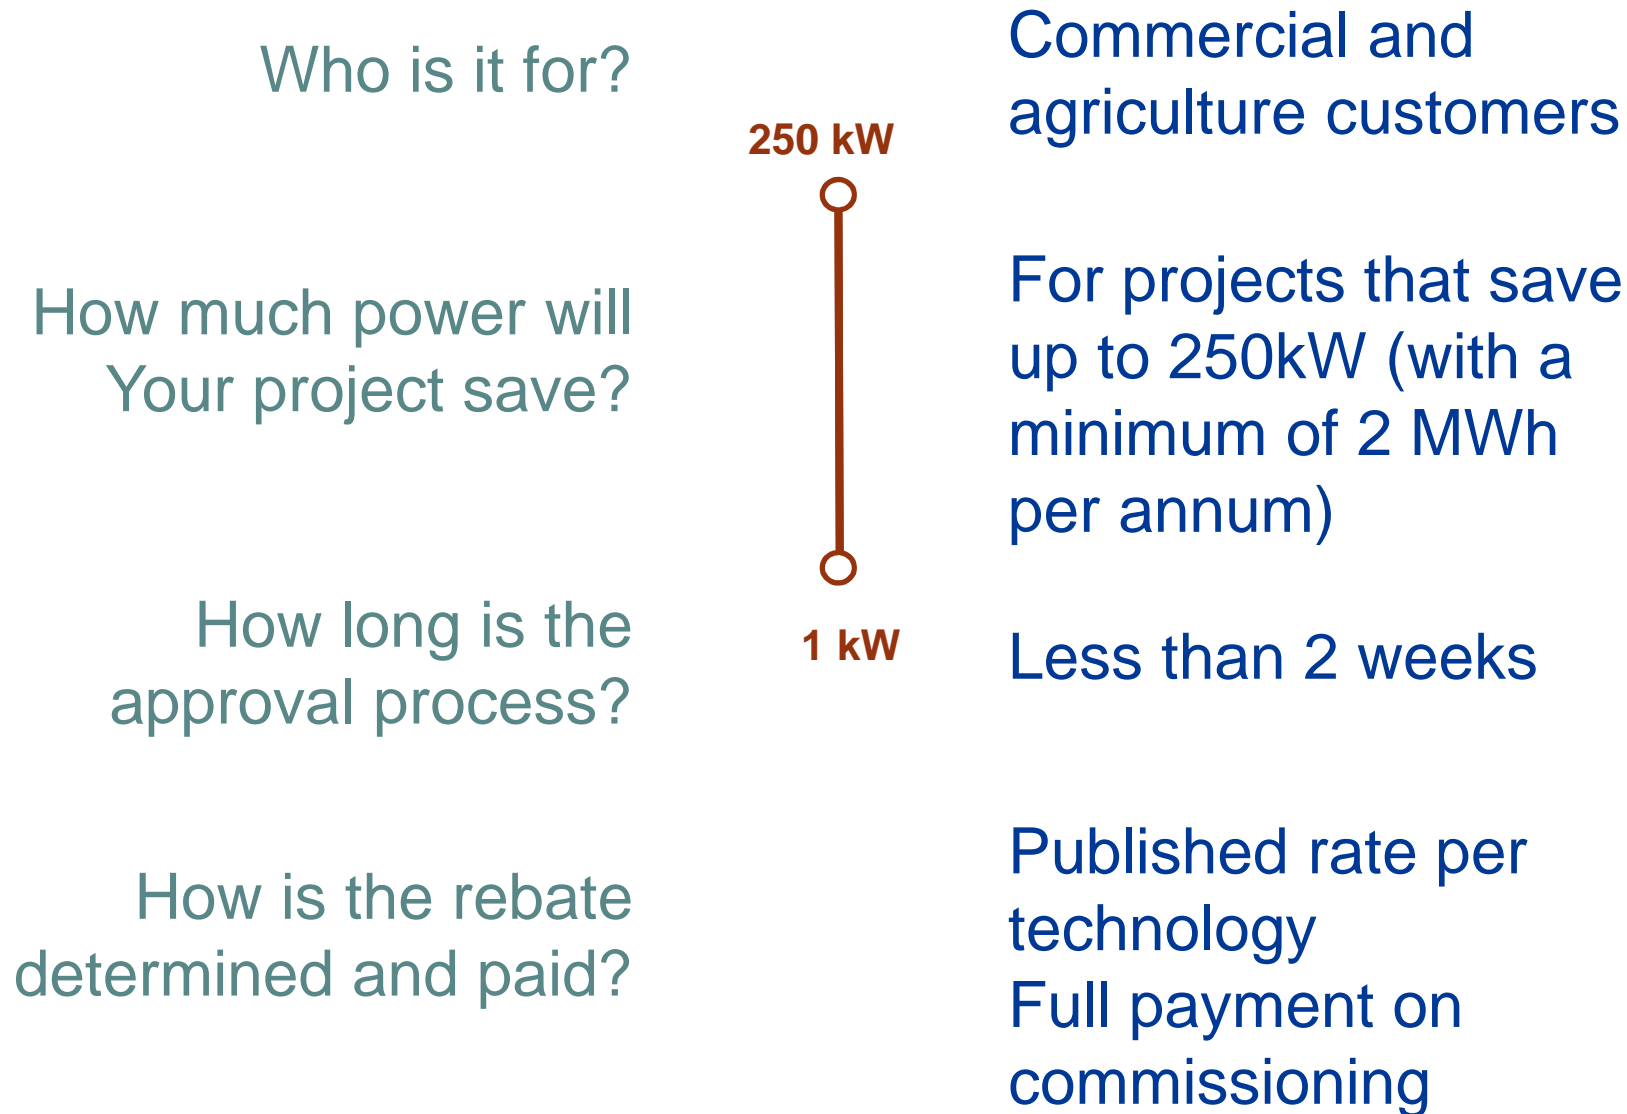 Who is it for?
Commercial and
agriculture customers
250 kW
How much power will
Your project save?
For projects that save
up to 250kW (with a
minimum of 2 MWh
per annum)
How long is the
approval process?
1 kW
Less than 2 weeks
How is the rebate
determined and paid?
Published rate per
technology
Full payment on
commissioning